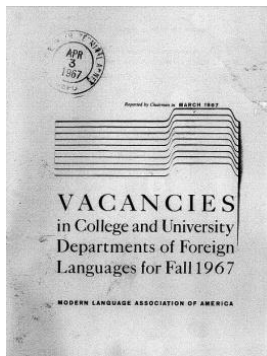 APR
3
1967
Reported by Chairmen in MARCH 1967
VACANCIES
in College and University
Departments of Foreign
Languages for Fall 1967
MODERN LANGUAGE ASSOCIATION OF AMERICA